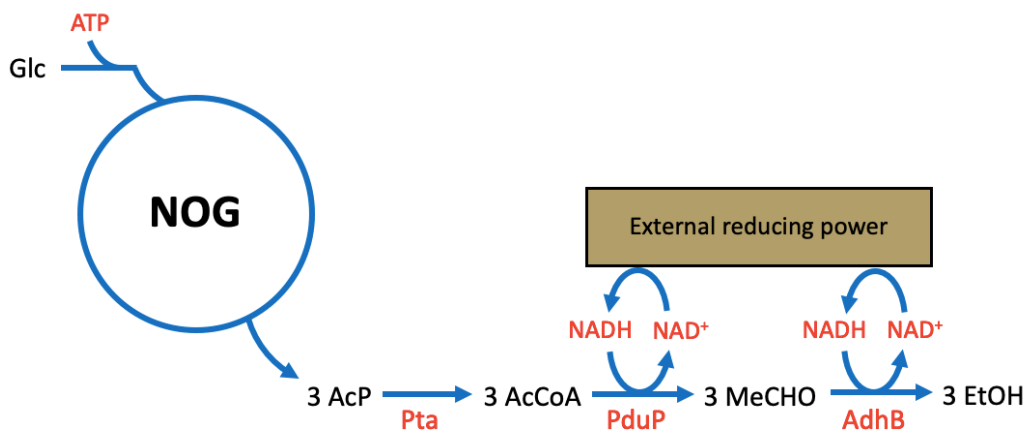 ATP
Glc
NOG
External reducing power
NADH NAD⁺ NADH NAD⁺
3 AcP 3 AcCoA 3 MeCHO 3 EtOH
Pta PduP AdhB